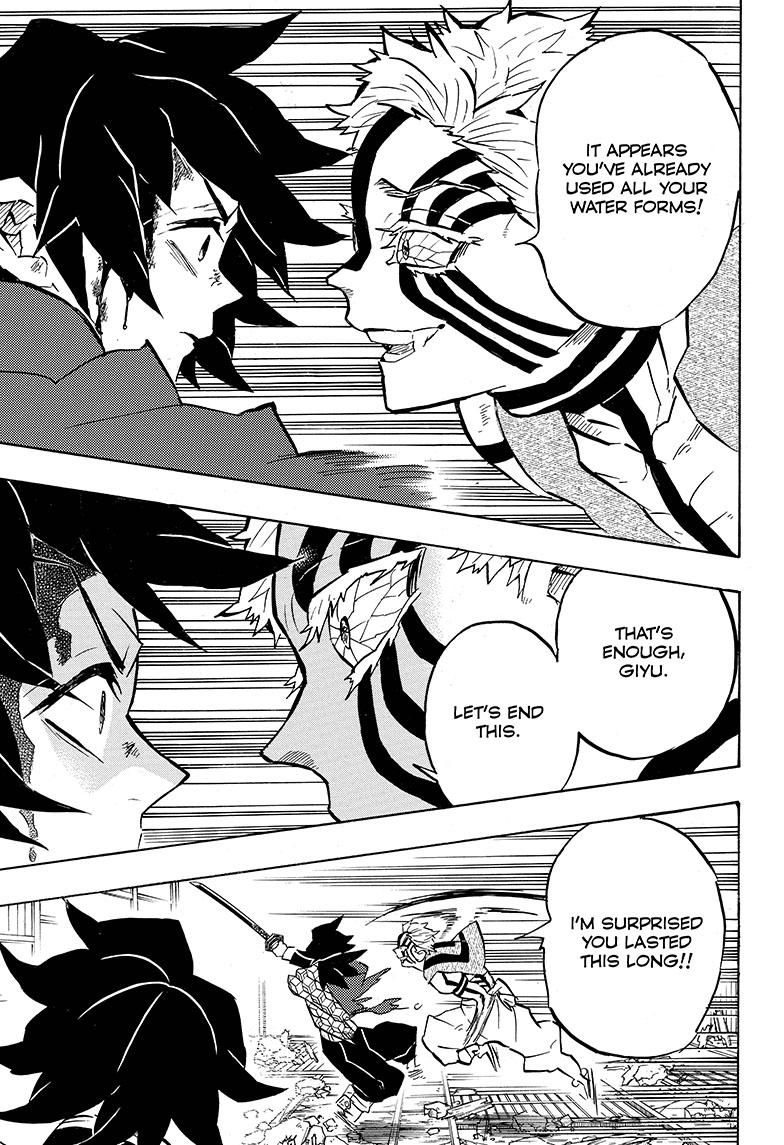 IT APPEARS
YOU'VE ALREADY
USED ALL YOUR
WATER FORMS!
THAT'S
ENOUGH,
GIYU.
LET'S END
THIS.
I'M SURPRISED
YOU LASTED
THIS LONG!!